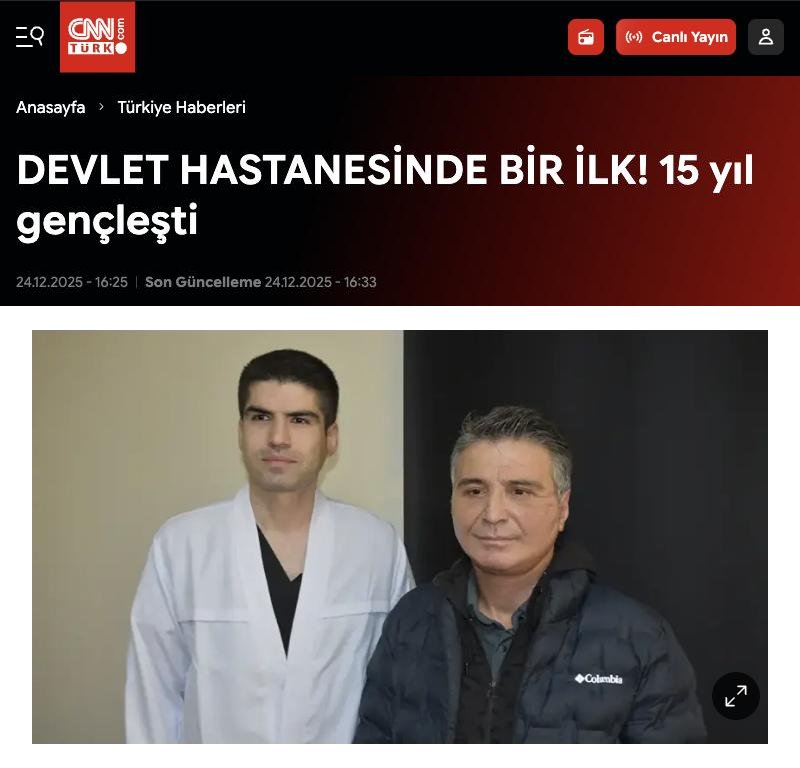 CNN
TÜRK
.com
Canlı Yayın
Anasayfa > Türkiye Haberleri
DEVLET HASTANESİNDE BİR İLK! 15 yıl
gençleşti
24.12.2025 - 16:25 | Son Güncelleme 24.12.2025 - 16:33
Columbia